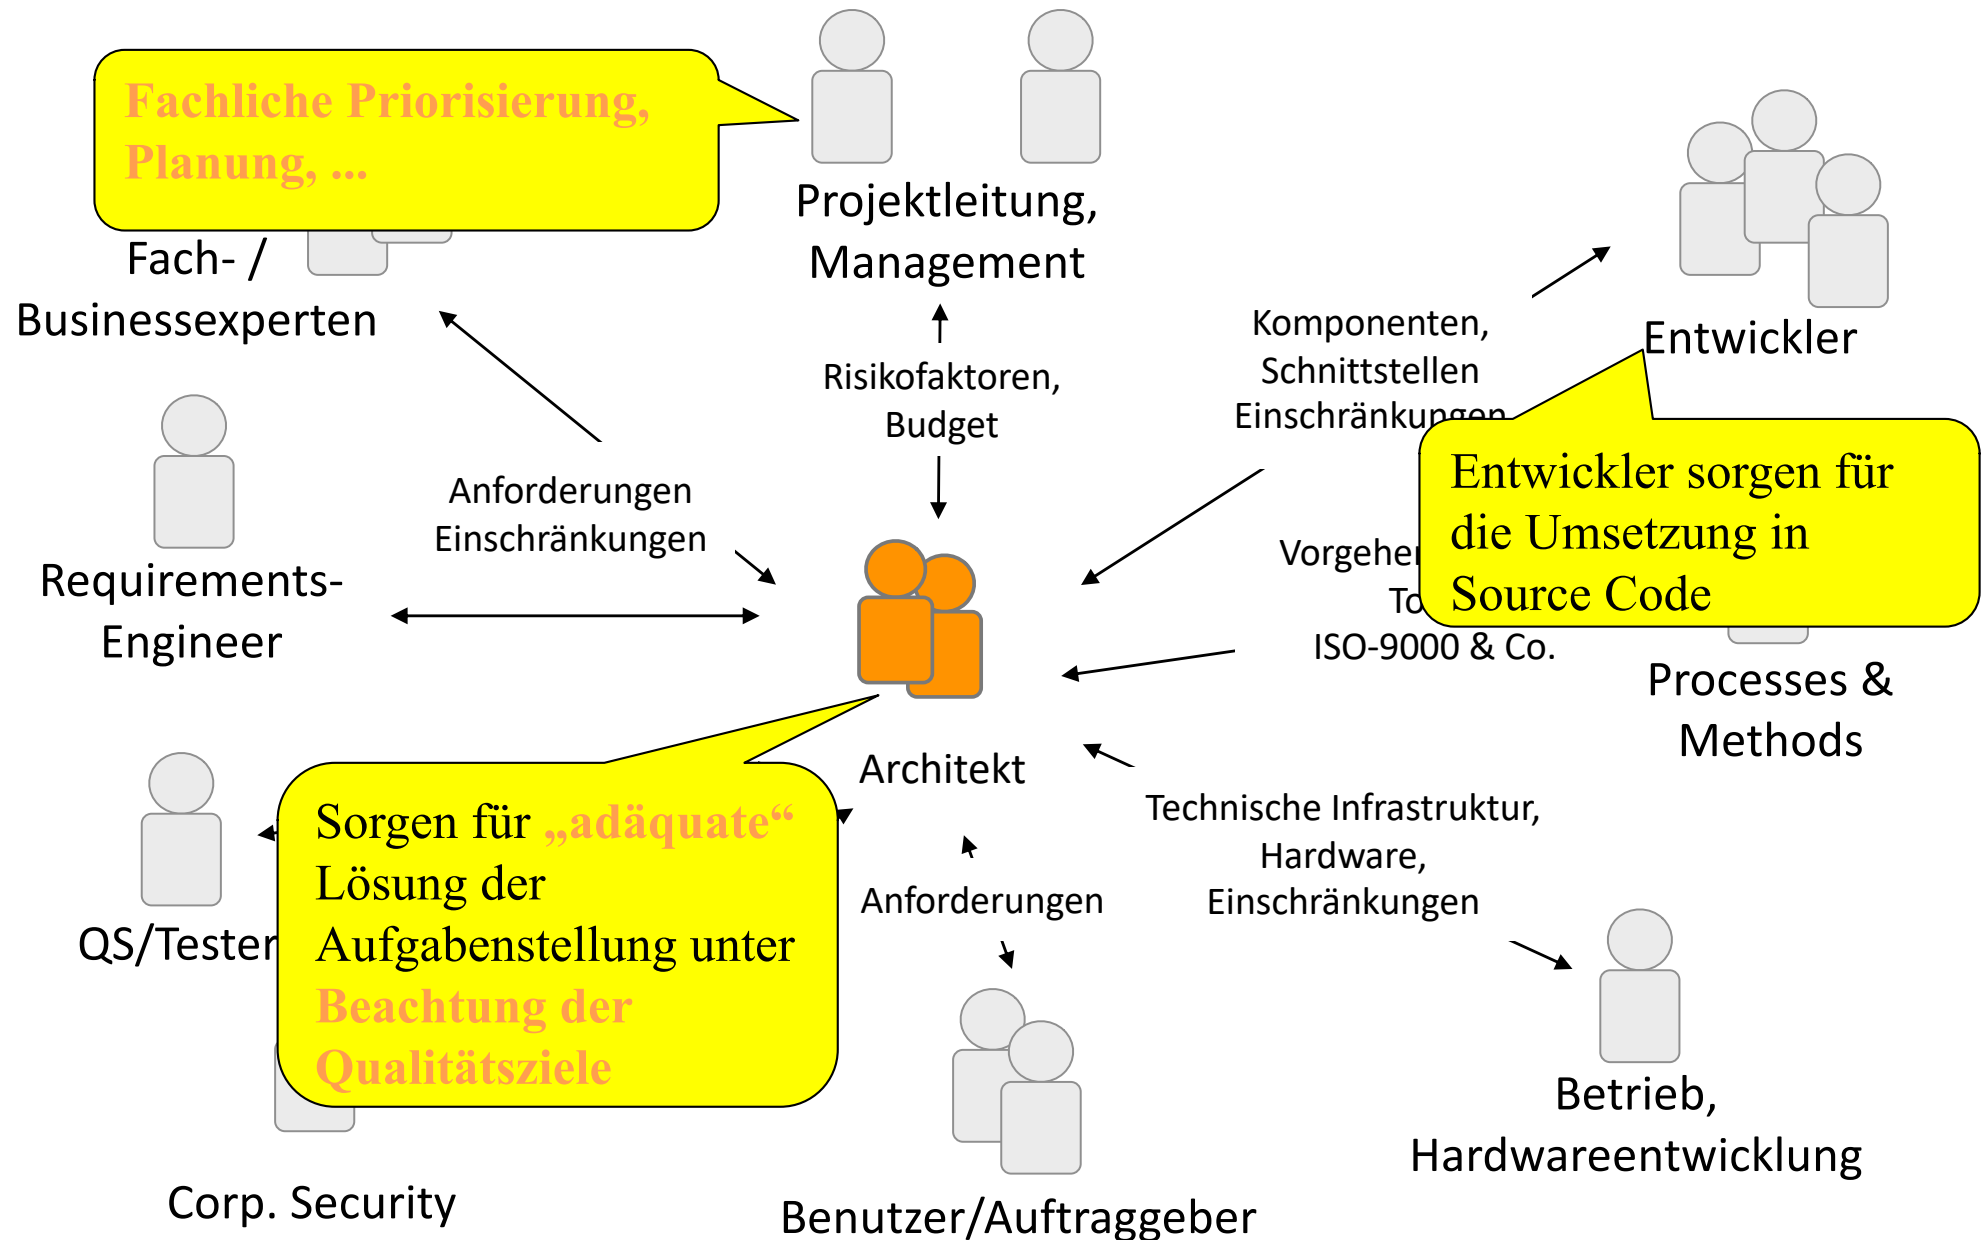 Fachliche Priorisierung,
Planung, ...
Projektleitung,
Management
Fach- /
Businessexperten
Entwickler
Komponenten,
Schnittstellen
Einschränkungen
Risikofaktoren,
Budget
Entwickler sorgen für
die Umsetzung in
Source Code
Anforderungen
Einschränkungen
Requirements-
Engineer
ISO-9000 & Co.
Processes &
Methods
Architekt
Sorgen für „adäquate“
Lösung der
Aufgabenstellung unter
Beachtung der
Qualitätsziele
Technische Infrastruktur,
Hardware,
Einschränkungen
Anforderungen
QS/Tester
Betrieb,
Hardwareentwicklung
Corp. Security
Benutzer/Auftraggeber